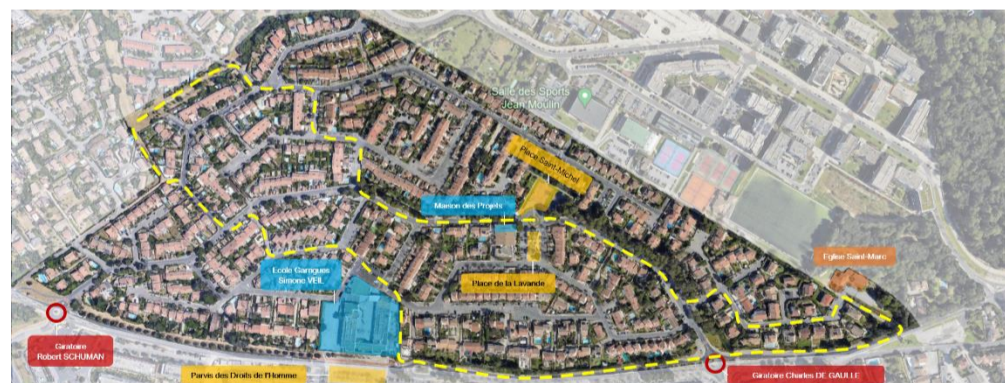 Salle des Sports
Jean Moulin
Place Saint-Michel
Maison des Projets
Eglise Saint-Marc
Ecole Garrigues
Simone VEIL
Place de la Lavande
Giratoire
Robert SCHUMAN
Parvis des Droits de l'Homme
Giratoire Charles DE GAULLE